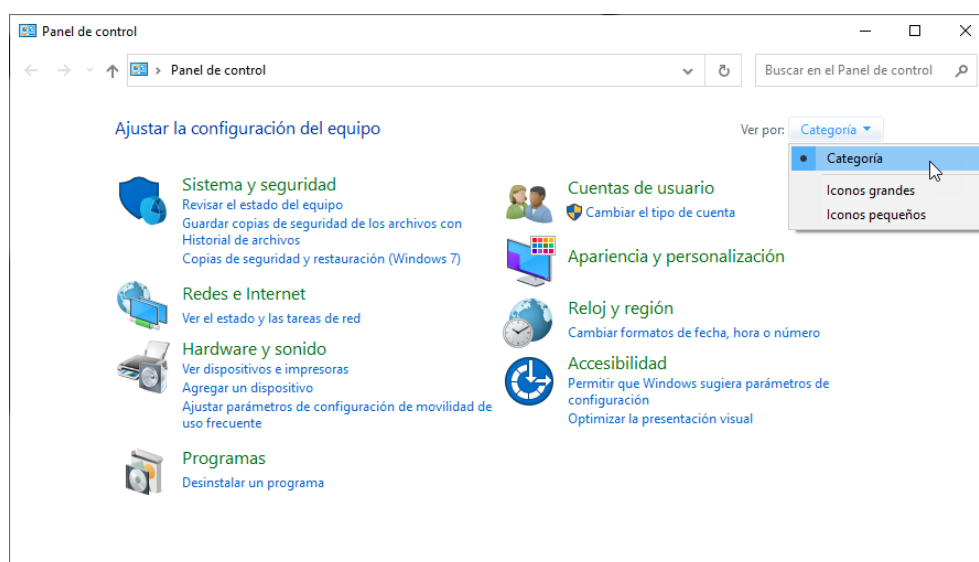 Panel de control
Panel de control
Buscar en el Panel de control
Ajustar la configuración del equipo
Ver por:
Categoría
Categoría
Iconos grandes
Iconos pequeños
Sistema y seguridad
Revisar el estado del equipo
Guardar copias de seguridad de los archivos con
Historial de archivos
Copias de seguridad y restauración (Windows 7)
Redes e Internet
Ver el estado y las tareas de red
Hardware y sonido
Ver dispositivos e impresoras
Agregar un dispositivo
Ajustar parámetros de configuración de movilidad de
uso frecuente
Programas
Desinstalar un programa
Cuentas de usuario
Cambiar el tipo de cuenta
Apariencia y personalización
Reloj y región
Cambiar formatos de fecha, hora o número
Accesibilidad
Permitir que Windows sugiera parámetros de
configuración
Optimizar la presentación visual